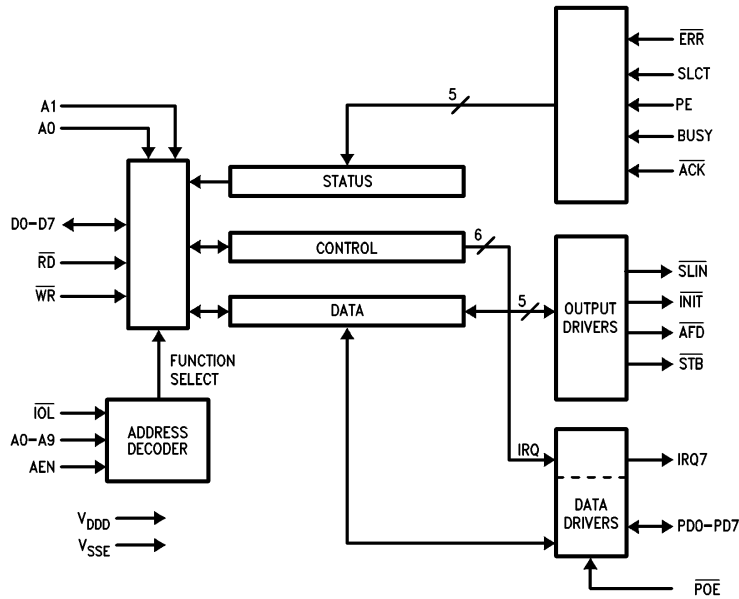 ERR
SLCT
PE
BUSY
ACK
5
A1
A0
STATUS
D0-D7
RD
WR
CONTROL
6
DATA
5
OUTPUT
DRIVERS
SLIN
INIT
AFD
STB
FUNCTION
SELECT
IOL
A0-A9
AEN
ADDRESS
DECODER
IRQ
IRQ7
DATA
DRIVERS
PD0-PD7
POE
VDDD
VSSE